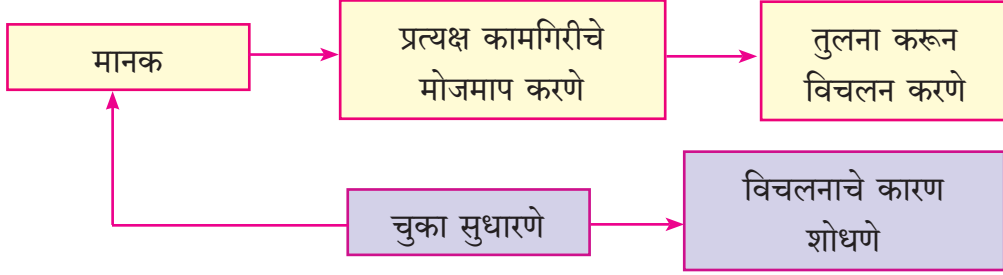 मानक
प्रत्यक्ष कामगिरीचे
मोजमाप करणे
तुलना करून
विचलन करणे
चुका सुधारणे
विचलनाचे कारण
शोधणे